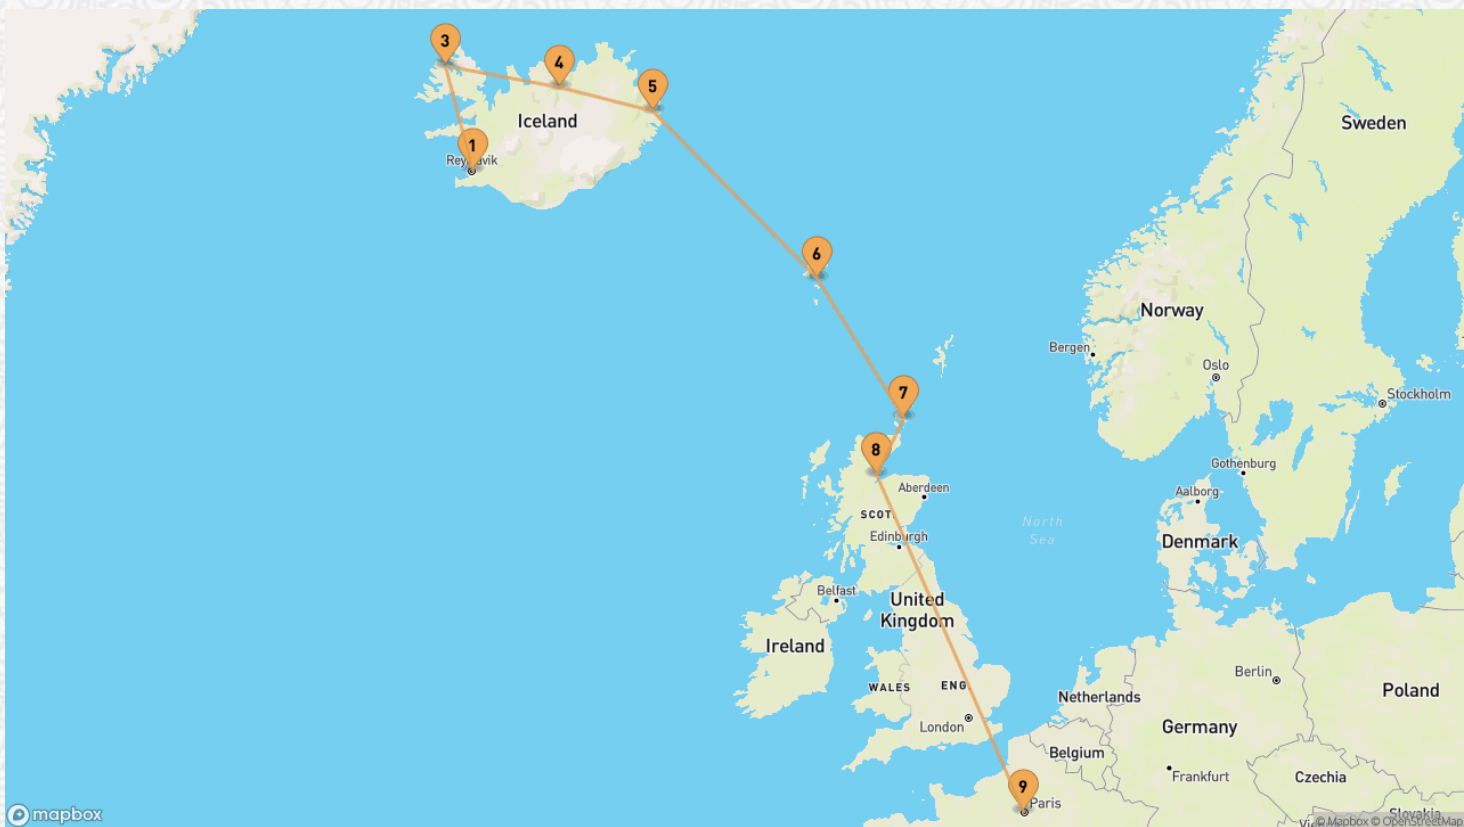 3
4
5
Iceland
Sweden
1
6
Norway
Bergen
Oslo
7
Stockholm
8
Gothenburg
Aberdeen
Aalborg
SCOT.
North
Sea
Edinburgh
Denmark
Belfast
United
Kingdom
Ireland
Berlin
WALES
ENG.
Netherlands
Poland
London
Germany
Belgium
Frankfurt
Czechia
9
Paris
mapbox
Slovakia
© Mapbox © OpenStreetMap